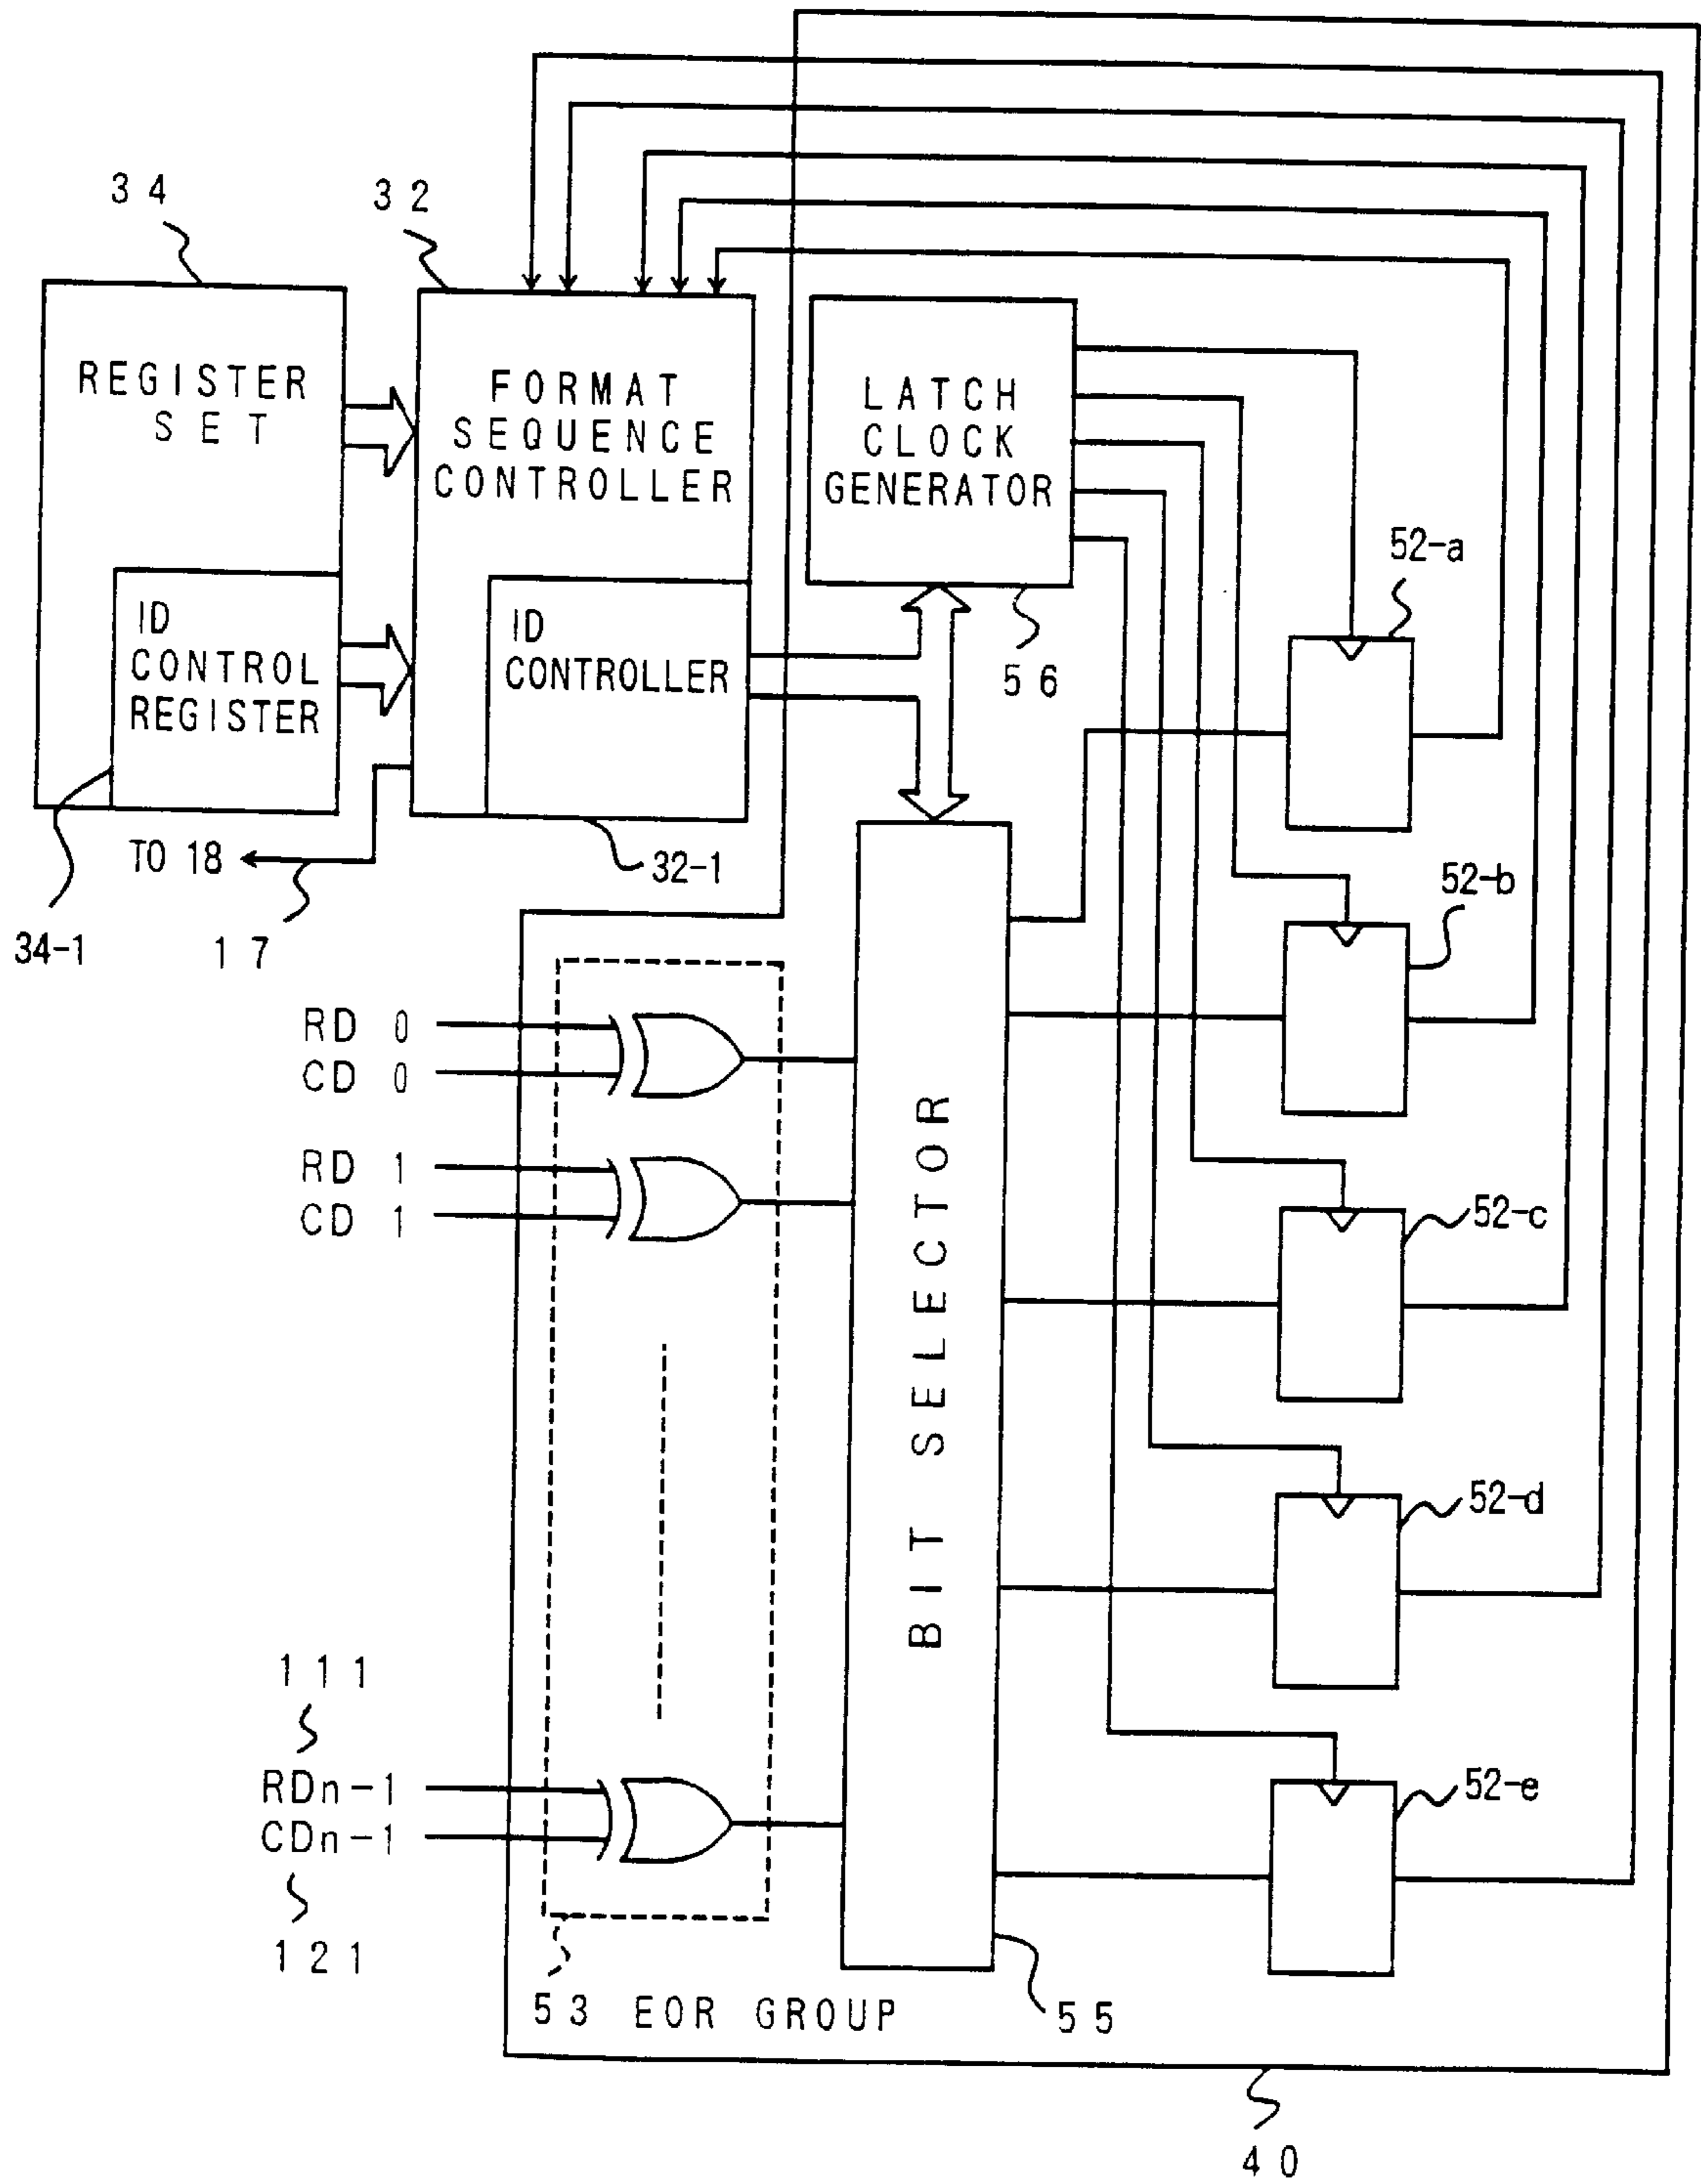 34
32
REGISTER
SET
FORMAT
SEQUENCE
CONTROLLER
LATCH
CLOCK
GENERATOR
52-a
ID
CONTROL
REGISTER
ID
CONTROLLER
56
TO 18
32-1
52-b
34-1
17
RD 0
CD 0
RD 1
CD 1
BIT SELECTOR
52-c
52-d
111
RDn-1
CDn-1
121
52-e
53 EOR GROUP
55
40